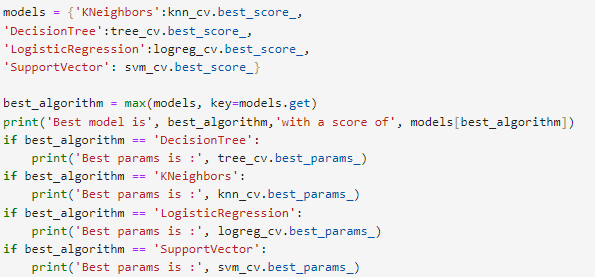 models = {'KNeighbors':knn_cv.best_score_,
'DecisionTree':tree_cv.best_score_,
'LogisticRegression':logreg_cv.best_score_,
'SupportVector': svm_cv.best_score_}
best_algorithm = max(models, key=models.get)
print('Best model is', best_algorithm,'with a score of', models[best_algorithm])
if best_algorithm == 'DecisionTree':
    print('Best params is :', tree_cv.best_params_)
if best_algorithm == 'KNeighbors':
    print('Best params is :', knn_cv.best_params_)
if best_algorithm == 'LogisticRegression':
    print('Best params is :', logreg_cv.best_params_)
if best_algorithm == 'SupportVector':
    print('Best params is :', svm_cv.best_params_)